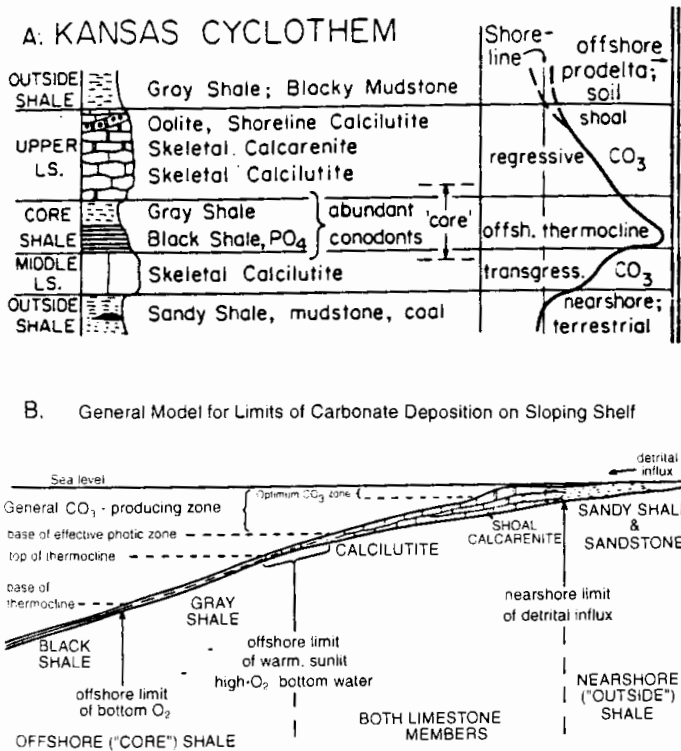 A: KANSAS CYCLOTHEM
Shore-
line
offshore
prodelta;
soil
OUTSIDE
SHALE
Gray Shale; Blocky Mudstone
shoal
UPPER
LS.
Oolite, Shoreline Calcilutite
Skeletal Calcarenite
Skeletal Calcilutite
regressive CO3
CORE
SHALE
Gray Shale
Black Shale, PO4
abundant
conodonts
'core'
offsh. thermocline
MIDDLE
LS.
Skeletal Calcilutite
transgress. CO3
OUTSIDE
SHALE
Sandy Shale, mudstone, coal
nearshore;
terrestrial
B. General Model for Limits of Carbonate Deposition on Sloping Shelf
detrital
influx
Sea level
General CO3 - producing zone
Optimum CO3 zone
base of effective photic zone
top of thermocline
CALCILUTITE
SHOAL
CALCARENITE
SANDY SHALE
&
SANDSTONE
base of
thermocline
GRAY
SHALE
BLACK
SHALE
nearshore limit
of detrital influx
offshore limit
of warm. sunlit
high-O2 bottom water
offshore limit
of bottom O2
NEARSHORE
("OUTSIDE")
SHALE
OFFSHORE ("CORE") SHALE
BOTH LIMESTONE
MEMBERS